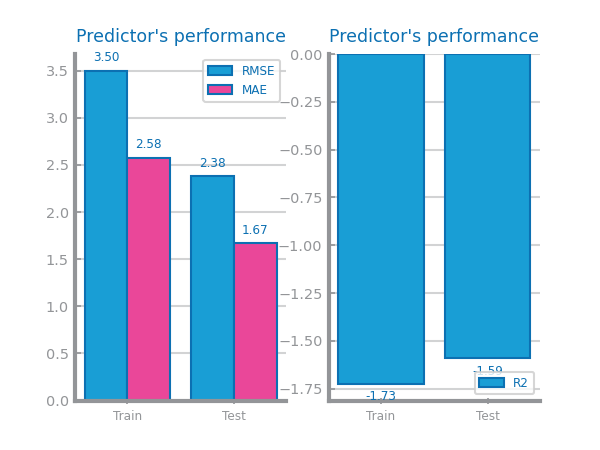 Predictor's performance
3.50
2.58
2.38
1.67
RMSE
MAE
3.5
3.0
2.5
2.0
1.5
1.0
0.5
0.0
Train
Test
Predictor's performance
0.00
−0.25
−0.50
−0.75
−1.00
−1.25
−1.50
−1.75
-1.73
-1.59
R2
Train
Test